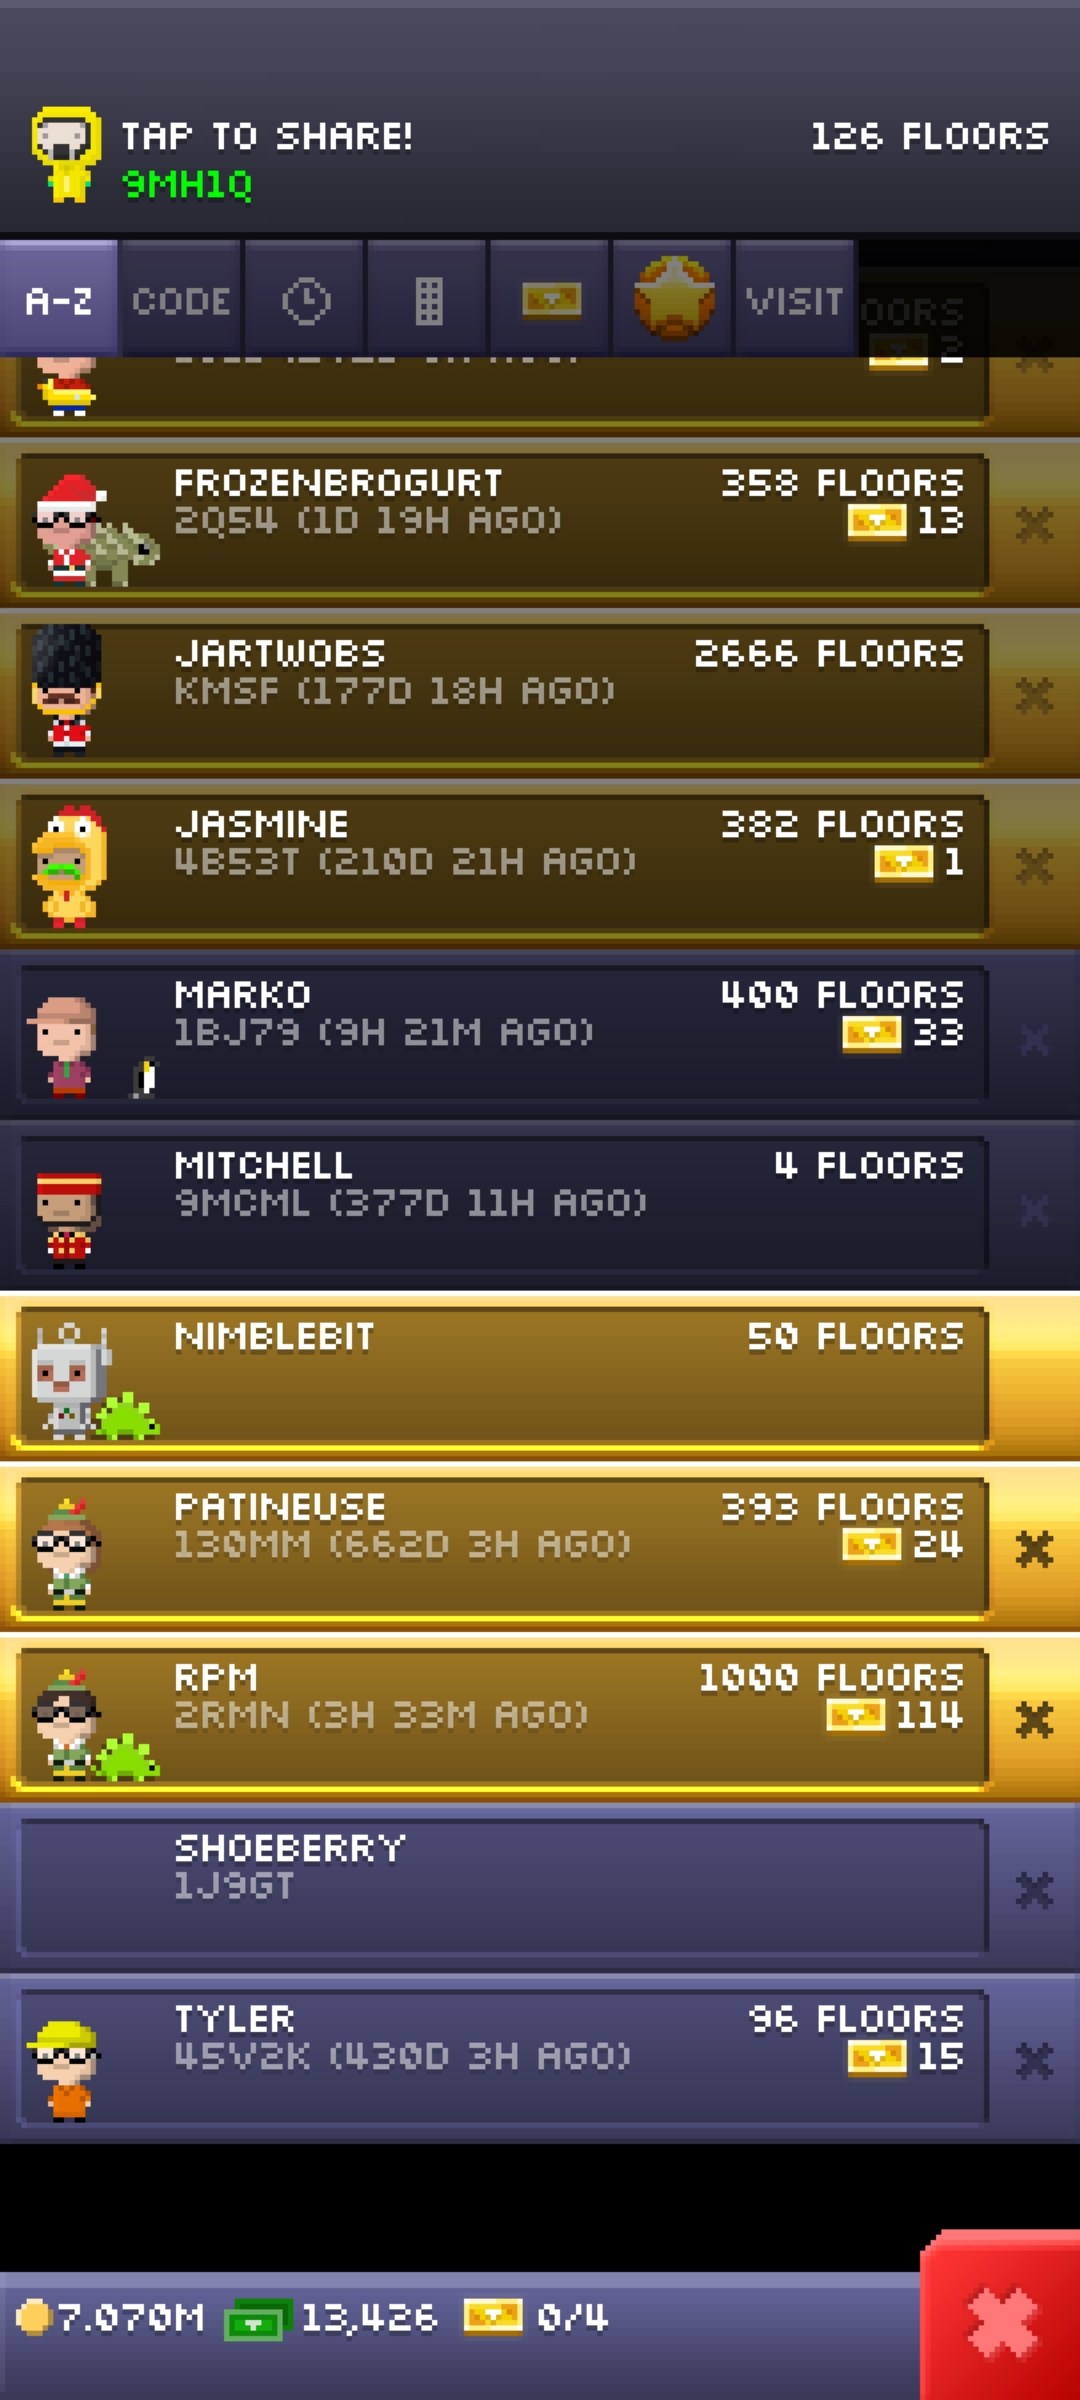 TAP TO SHARE!
126 FLOORS
9MH1Q
A-Z
CODE
VISIT
2
FROZENBROGURT
358 FLOORS
2Q54 (1D 19H AGO)
13
JARTWOBS
2666 FLOORS
KMSF (177D 18H AGO)
JASMINE
382 FLOORS
4B53T (210D 21H AGO)
1
MARKO
400 FLOORS
1BJ79 (9H 21M AGO)
33
MITCHELL
4 FLOORS
9MCML (377D 11H AGO)
NIMBLEBIT
50 FLOORS
PATINEUSE
393 FLOORS
130MM (662D 3H AGO)
24
RPM
1000 FLOORS
2RMN (3H 33M AGO)
114
SHOEBERRY
1J9GT
TYLER
96 FLOORS
45V2K (430D 3H AGO)
15
7.070M
13,426
0/4